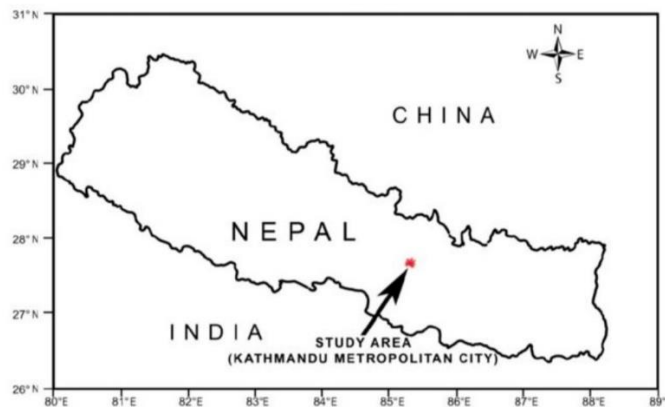 31°N
N
W E
S
30°N
CHINA
29°N
NEPAL
28°N
27°N
INDIA
STUDY AREA
(KATHMANDU METROPOLITAN CITY)
26°N
80°E 81°E 82°E 83°E 84°E 85°E 86°E 87°E 88°E 89°E